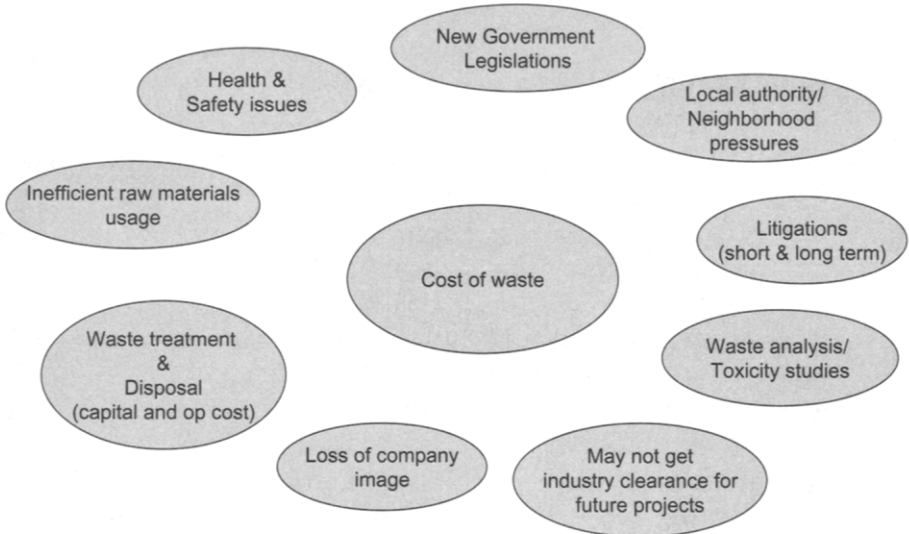 New Government
Legislations
Health &
Safety issues
Local authority/
Neighborhood
pressures
Inefficient raw materials
usage
Litigations
(short & long term)
Cost of waste
Waste treatment
&
Disposal
(capital and op cost)
Waste analysis/
Toxicity studies
Loss of company
image
May not get
industry clearance for
future projects